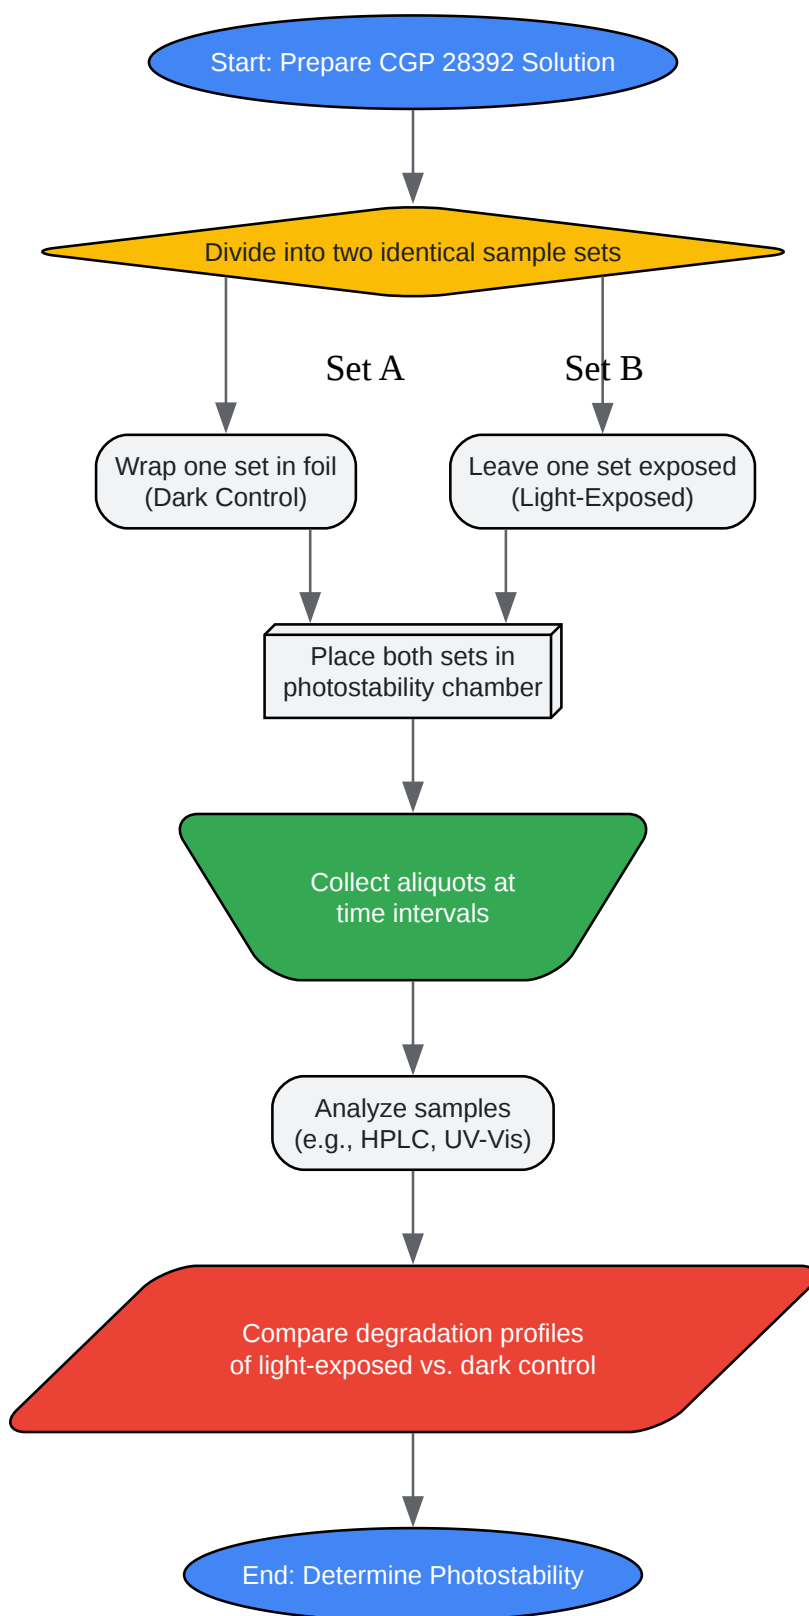 Start: Prepare CGP 28392 Solution
Divide into two identical sample sets
Set A
Set B
Wrap one set in foil
(Dark Control)
Leave one set exposed
(Light-Exposed)
Place both sets in
photostability chamber
Collect aliquots at
time intervals
Analyze samples
(e.g., HPLC, UV-Vis)
Compare degradation profiles
of light-exposed vs. dark control
End: Determine Photostability